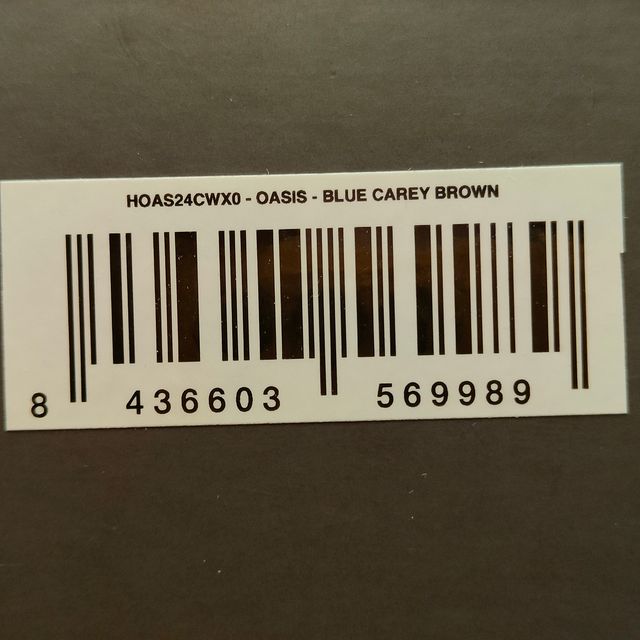 HOAS24CWX0 - OASIS - BLUE CAREY BROWN
8 436603 569989